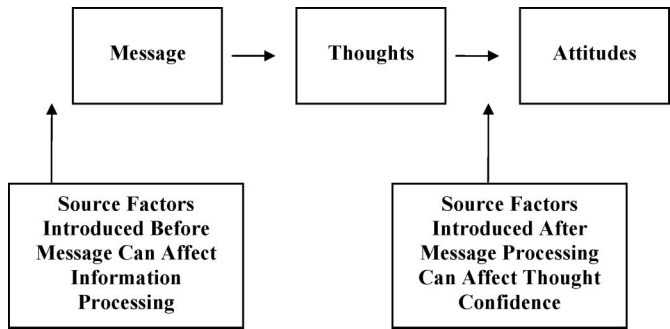 Message
Thoughts
Attitudes
Source Factors
Introduced Before
Message Can Affect
Information
Processing
Source Factors
Introduced After
Message Processing
Can Affect Thought
Confidence